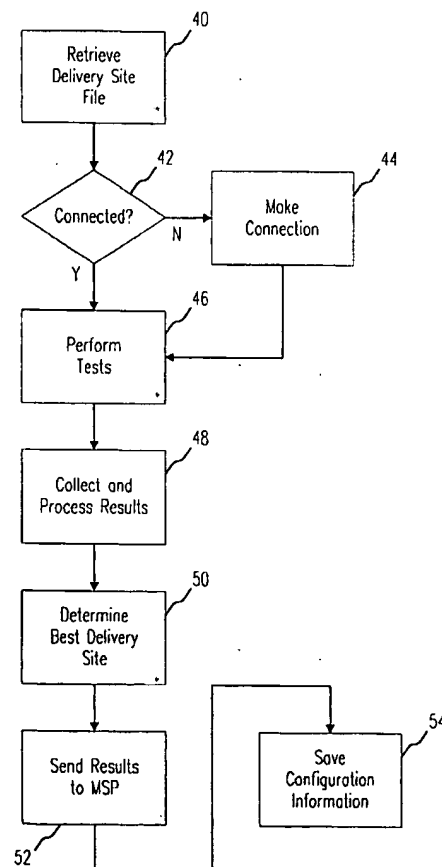 40
Retrieve
Delivery Site
File
42
Connected?
N
Y
44
Make
Connection
46
Perform
Tests
48
Collect and
Process Results
50
Determine
Best Delivery
Site
Send Results
to MSP
52
54
Save
Configuration
Information